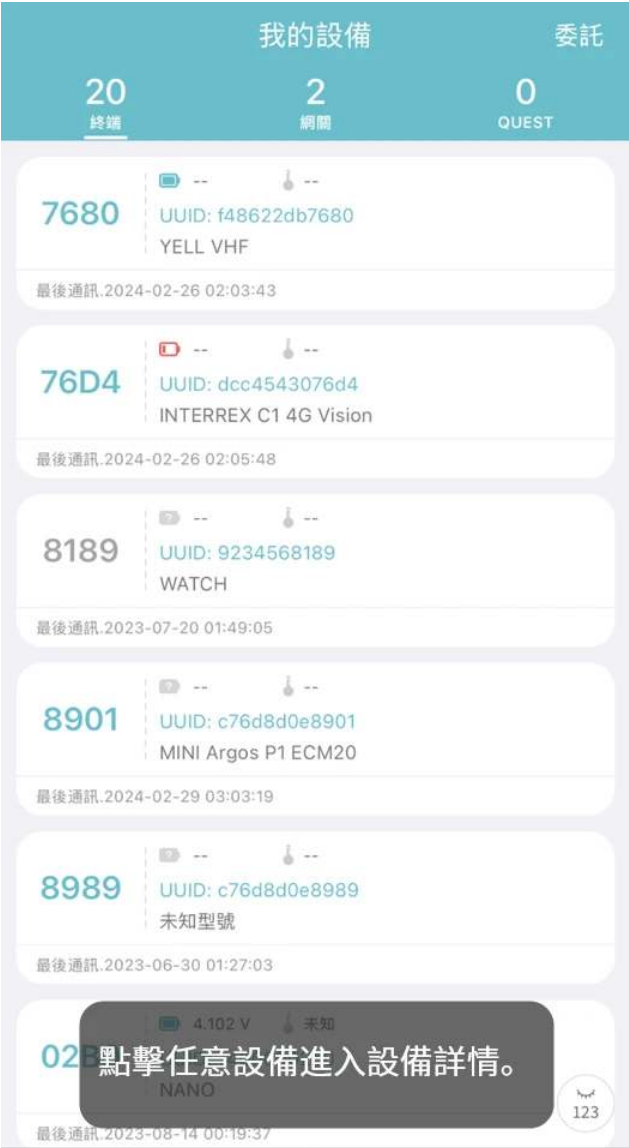 我的設備
委託
20 2 0
終端 網關 QUEST
-- --
7680
UUID: f48622db7680
YELL VHF
最後通訊.2024-02-26 02:03:43
-- --
76D4
UUID: dcc4543076d4
INTERREX C1 4G Vision
最後通訊.2024-02-26 02:05:48
? -- --
8189
UUID: 9234568189
WATCH
最後通訊.2023-07-20 01:49:05
? -- --
8901
UUID: c76d8d0e8901
MINI Argos P1 ECM20
最後通訊.2024-02-29 03:03:19
? -- --
8989
UUID: c76d8d0e8989
未知型號
最後通訊.2023-06-30 01:27:03
4.102 V 未知
點擊任意設備進入設備詳情。
NANO
123
最後通訊.2023-08-14 00:19:37